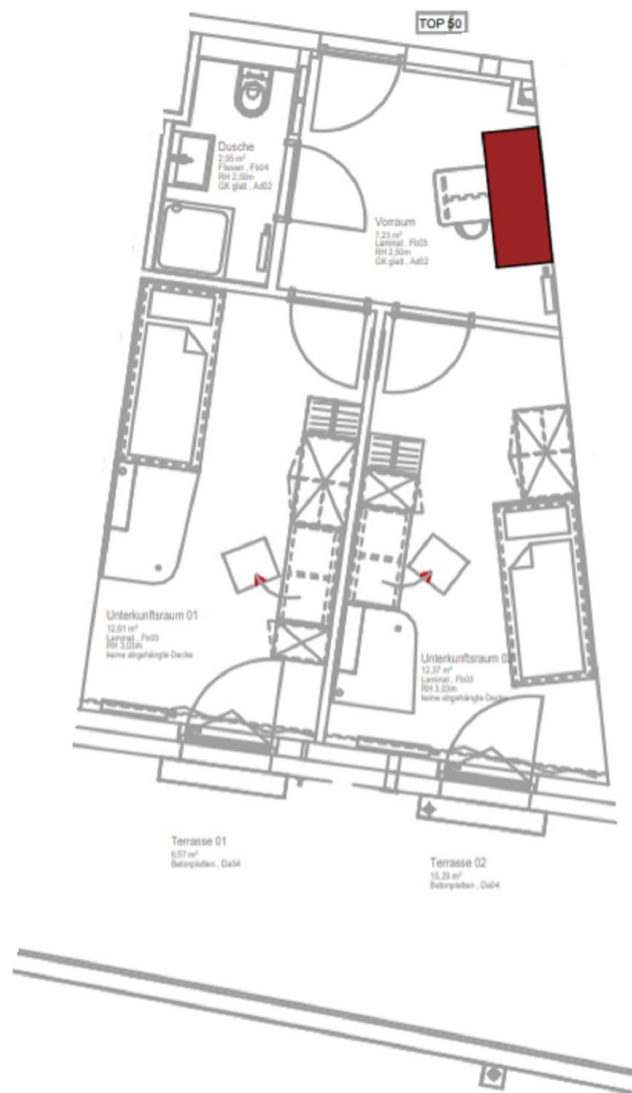 TOP 50
Dusche
2,95 m²
Fliesen , Fb04
RH 2,50m
GK glatt , Ad02
Vorraum
7,23 m²
Laminat , Fb03
RH 2,50m
GK glatt , Ad02
Unterkunftsraum 01
12,61 m²
Laminat , Fb03
RH 3,03m
keine abgehängte Decke
Unterkunftsraum 02
12,37 m²
Laminat , Fb03
RH 3,03m
keine abgehängte Decke
Terrasse 01
6,57 m²
Betonplatten , Da04
Terrasse 02
15,29 m²
Betonplatten , Da04